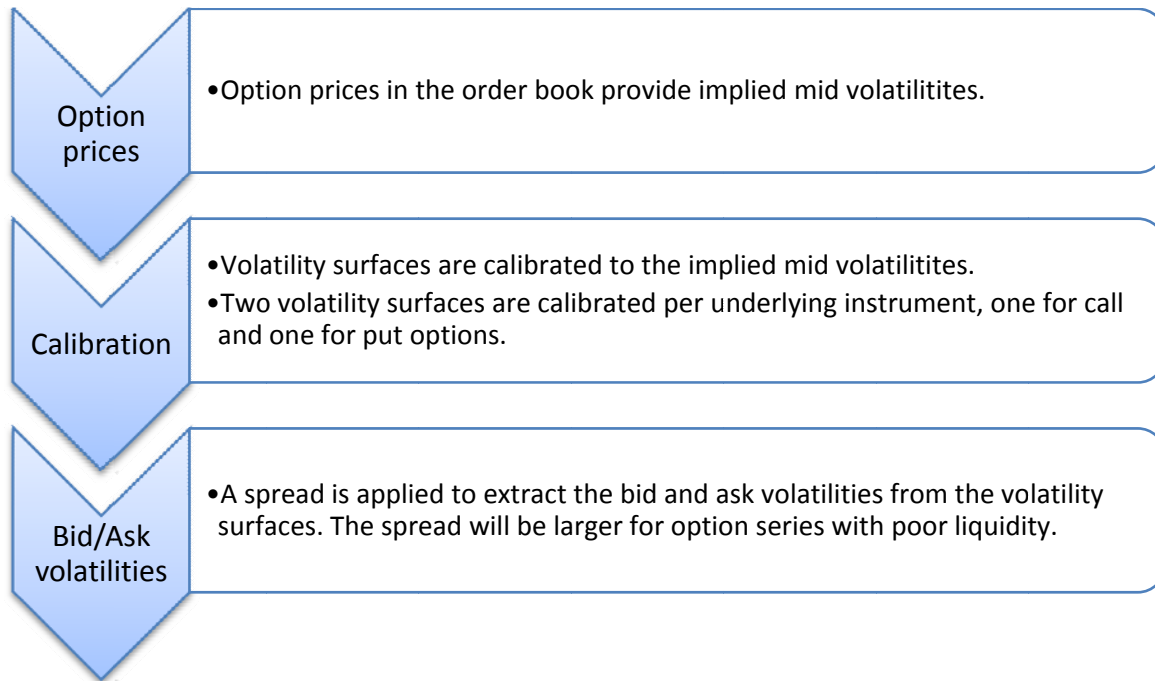 Option
prices
•Option prices in the order book provide implied mid volatilitites.
Calibration
•Volatility surfaces are calibrated to the implied mid volatilitites.
•Two volatility surfaces are calibrated per underlying instrument, one for call
and one for put options.
Bid/Ask
volatilities
•A spread is applied to extract the bid and ask volatilities from the volatility
surfaces. The spread will be larger for option series with poor liquidity.